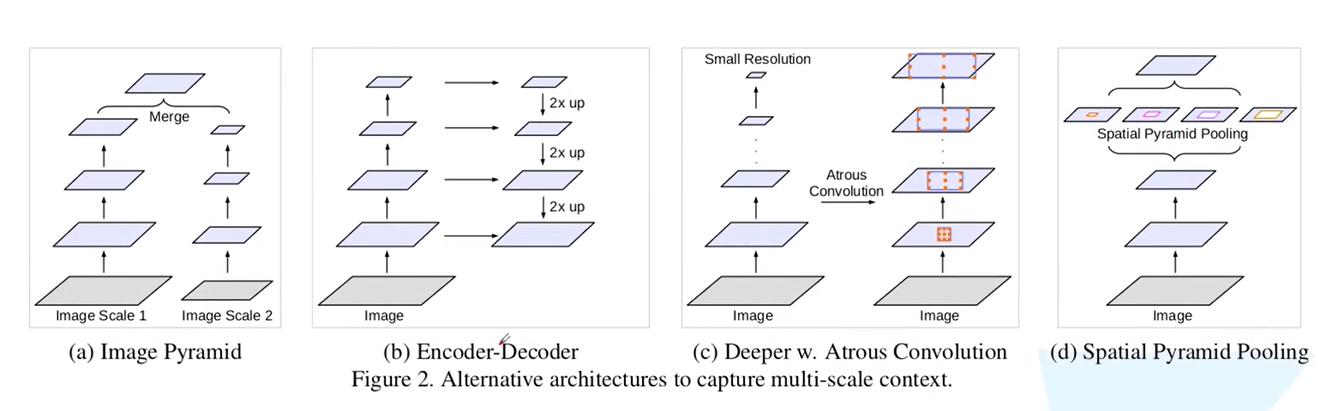 Merge
Image Scale 1
Image Scale 2
(a) Image Pyramid
2x up
2x up
2x up
Image
(b) Encoder-Decoder
Small Resolution
Atrous
Convolution
Image
Image
(c) Deeper w. Atrous Convolution
Spatial Pyramid Pooling
Image
(d) Spatial Pyramid Pooling
Figure 2. Alternative architectures to capture multi-scale context.